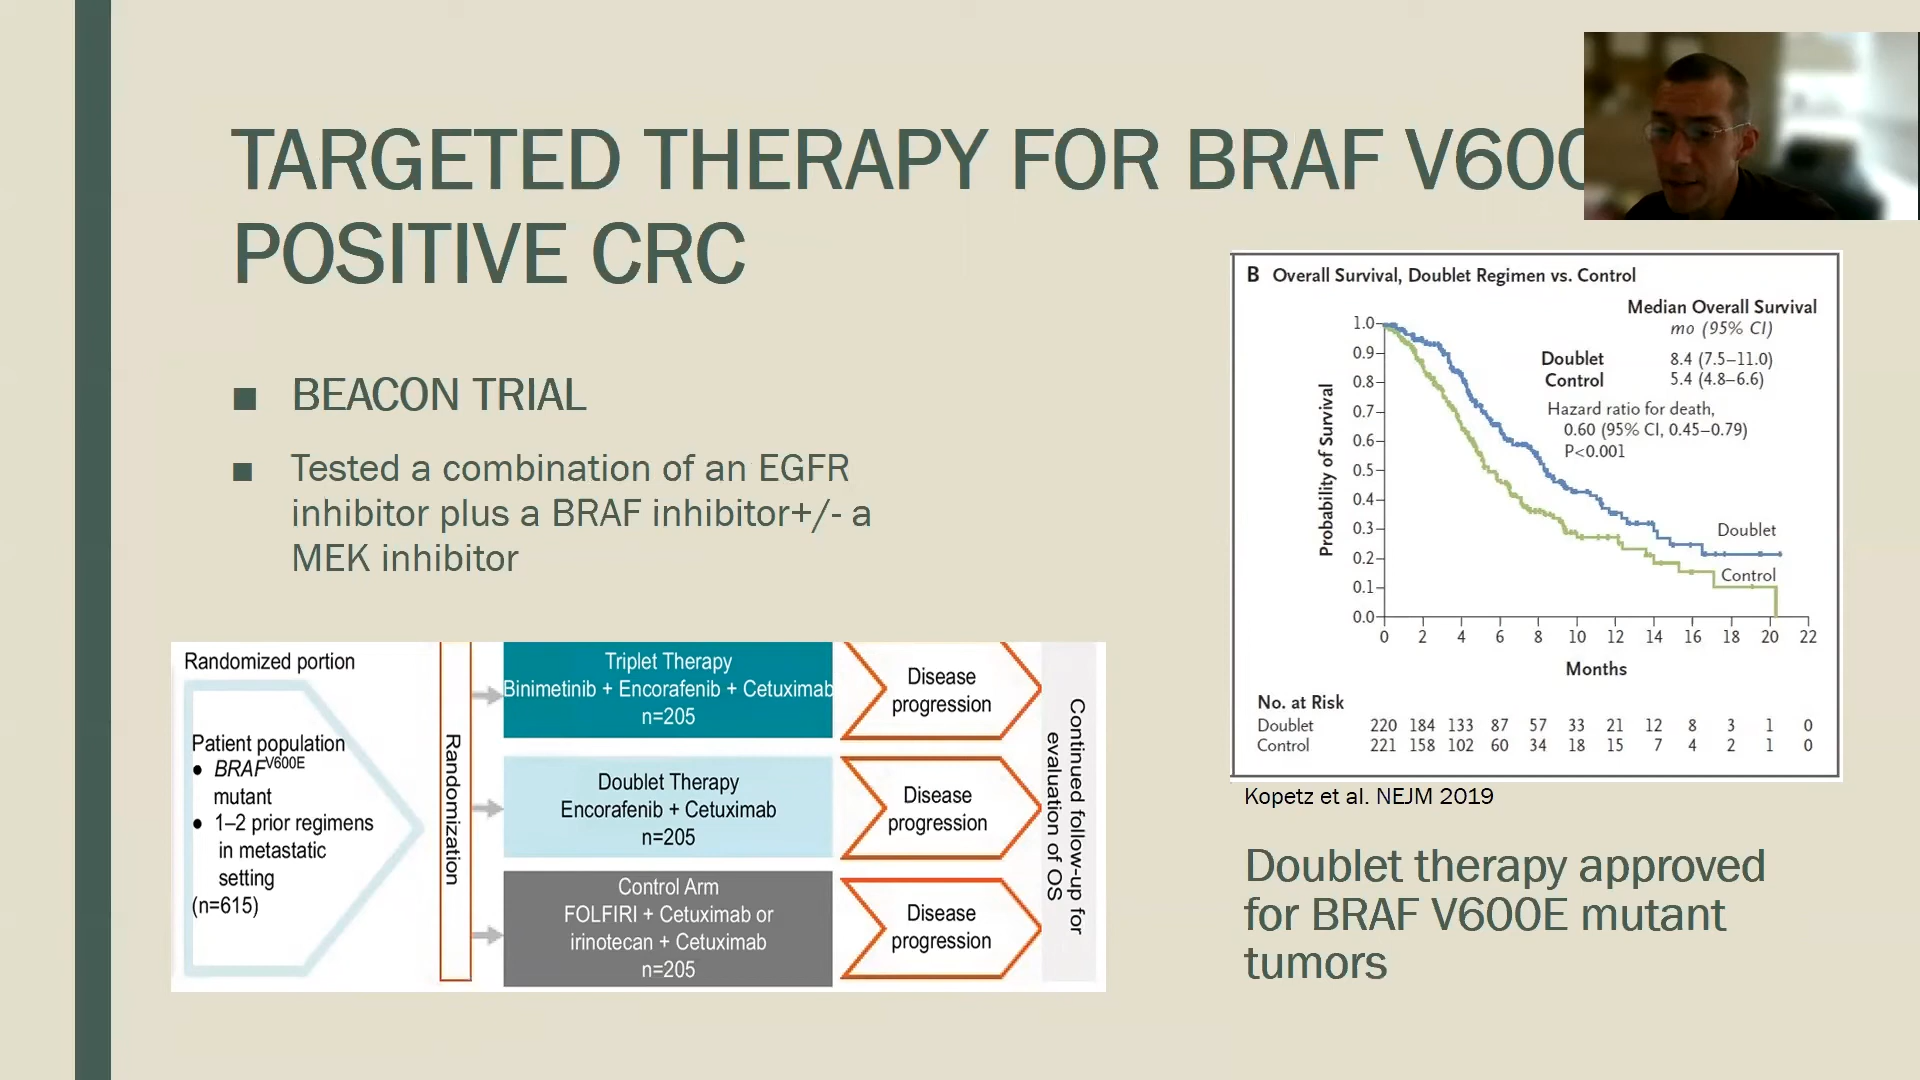 TARGETED THERAPY FOR BRAF V600
POSITIVE CRC
■ BEACON TRIAL
■ Tested a combination of an EGFR
inhibitor plus a BRAF inhibitor+/- a
MEK inhibitor
Randomized portion
Patient population
• BRAFV600E
mutant
• 1–2 prior regimens
in metastatic
setting
(n=615)
Randomization
Triplet Therapy
Binimetinib + Encorafenib + Cetuximab
n=205
Doublet Therapy
Encorafenib + Cetuximab
n=205
Control Arm
FOLFIRI + Cetuximab or
irinotecan + Cetuximab
n=205
Disease
progression
Disease
progression
Disease
progression
Continued follow-up for
evaluation of OS
B Overall Survival, Doublet Regimen vs. Control
Median Overall Survival
mo (95% CI)
Doublet 8.4 (7.5–11.0)
Control 5.4 (4.8–6.6)
Hazard ratio for death,
0.60 (95% CI, 0.45–0.79)
P<0.001
Probability of Survival
1.0
0.9
0.8
0.7
0.6
0.5
0.4
0.3
0.2
0.1
0.0
Doublet
Control
0 2 4 6 8 10 12 14 16 18 20 22
Months
No. at Risk
Doublet 220 184 133 87 57 33 21 12 8 3 1 0
Control 221 158 102 60 34 18 15 7 4 2 1 0
Kopetz et al. NEJM 2019
Doublet therapy approved
for BRAF V600E mutant
tumors